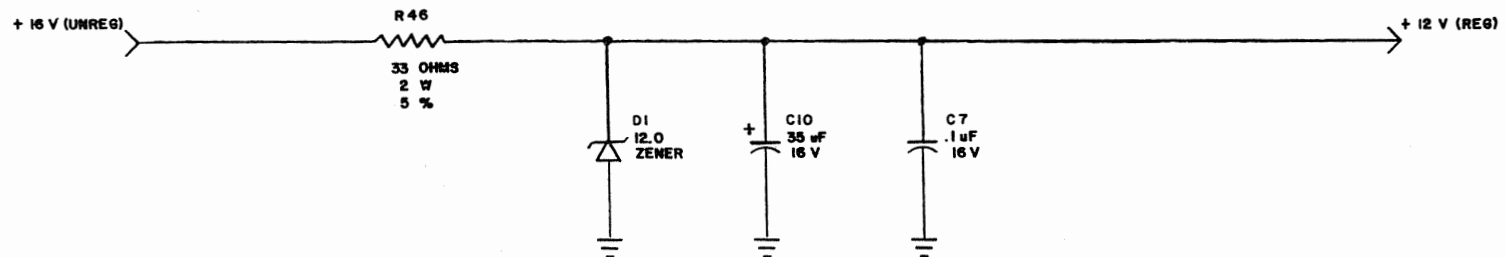 + 16 V (UNREG)
R46
33 OHMS
2 W
5 %
+ 12 V (REG)
D1
12.0
ZENER
+
C10
35 uF
16 V
C7
.1 uF
16 V